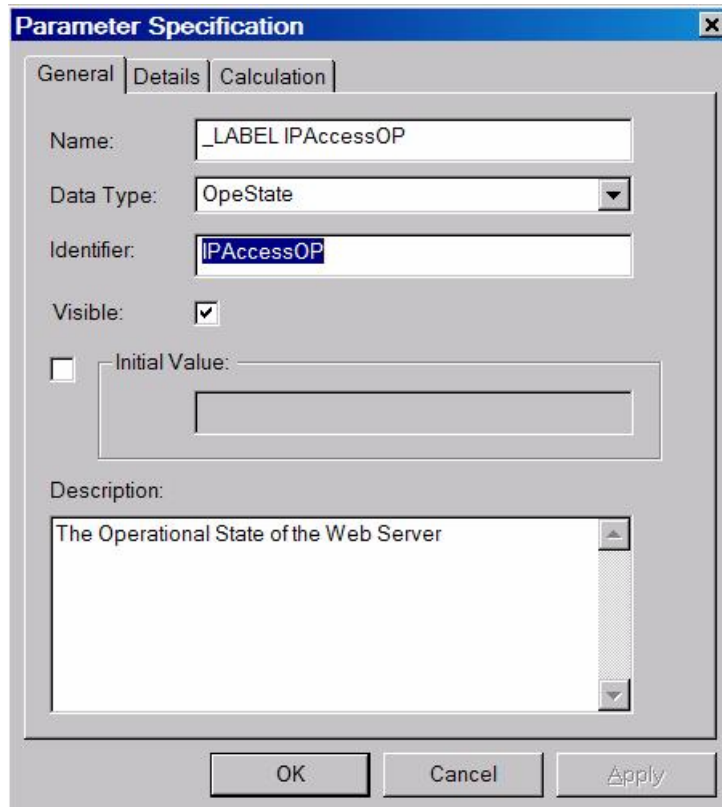 Parameter Specification
General Details Calculation
Name: _LABEL IPAccessOP
Data Type: OpeState
Identifier: IPAccessOP
Visible:
Initial Value:
Description:
The Operational State of the Web Server
OK Cancel Apply